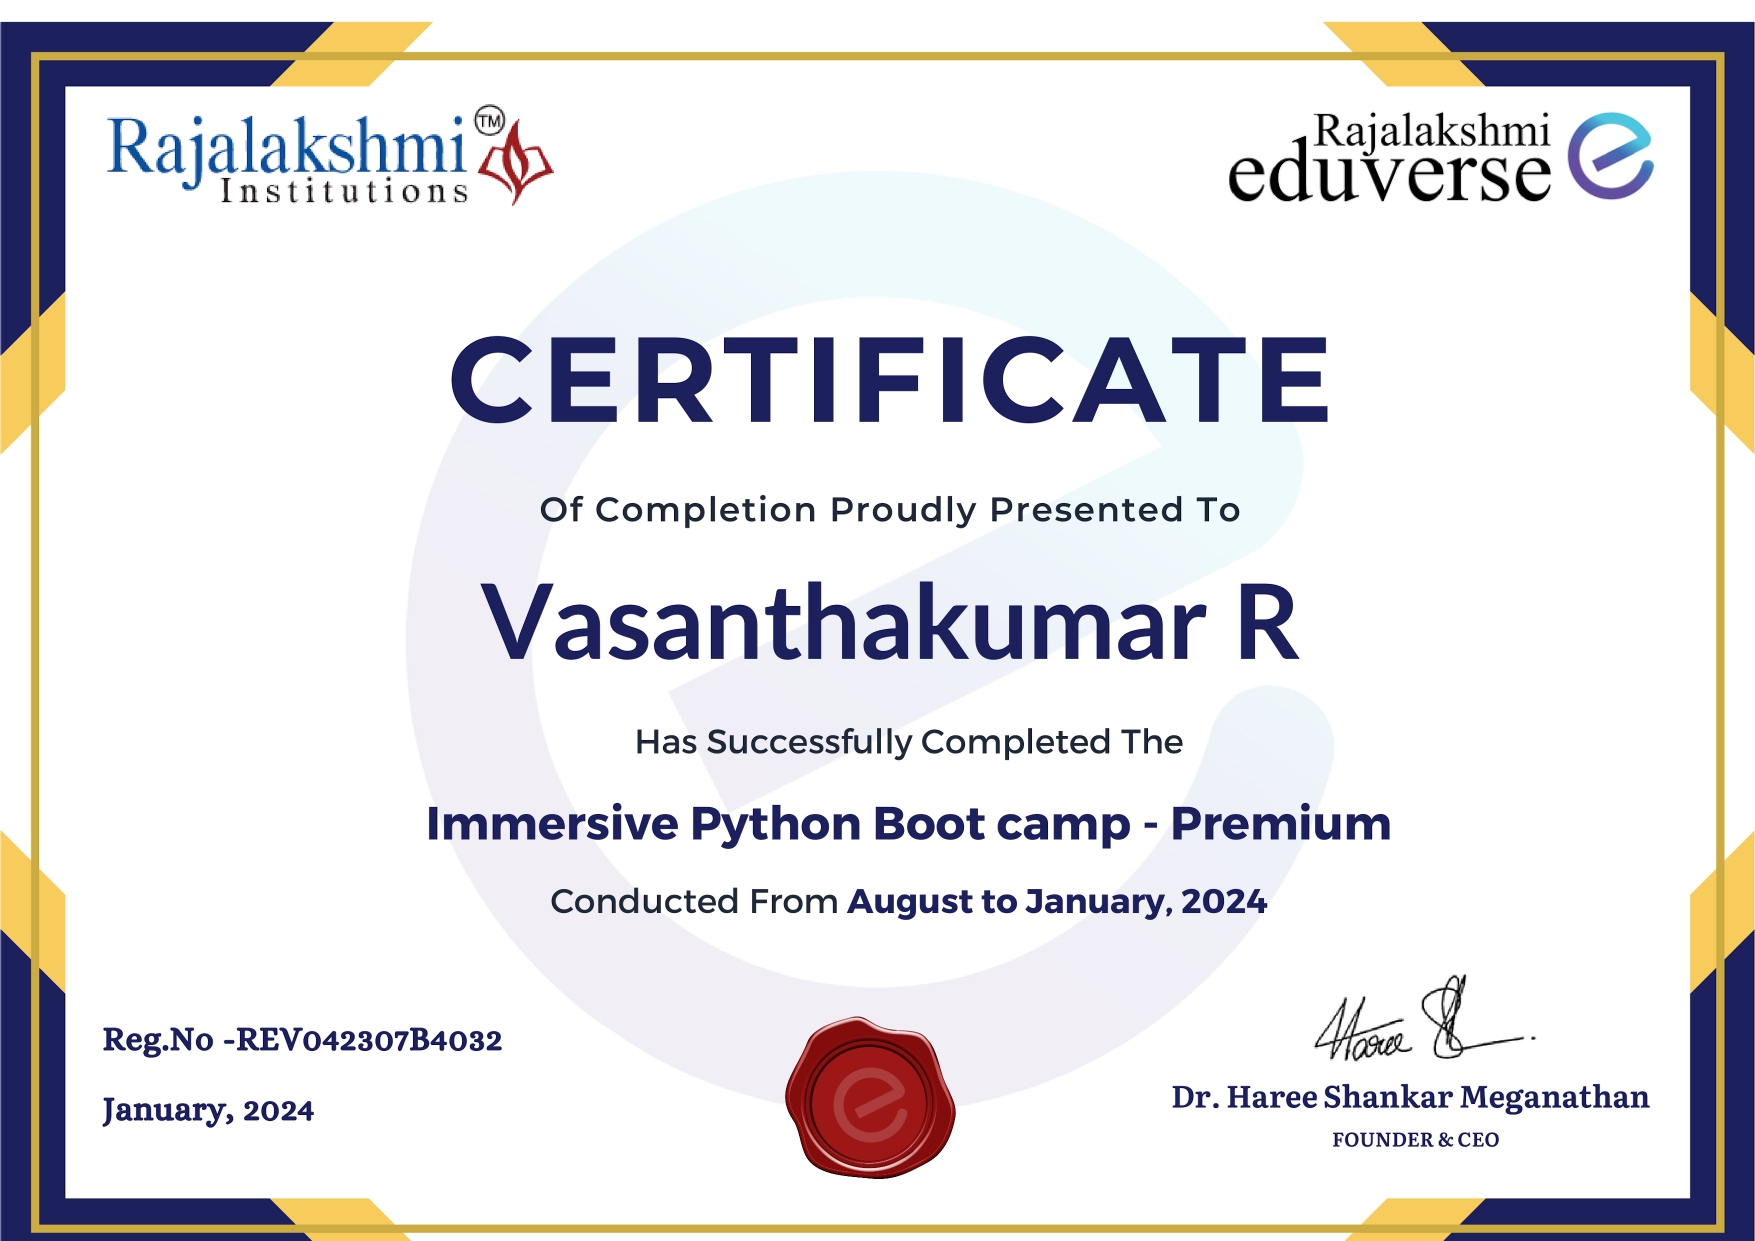 Rajalakshmi TM
Institutions
Rajalakshmi
eduverse
CERTIFICATE
Of Completion Proudly Presented To
Vasanthakumar R
Has Successfully Completed The
Immersive Python Boot camp - Premium
Conducted From August to January, 2024
Reg.No -REV042307B4032
January, 2024
Haree
Dr. Haree Shankar Meganathan
FOUNDER & CEO